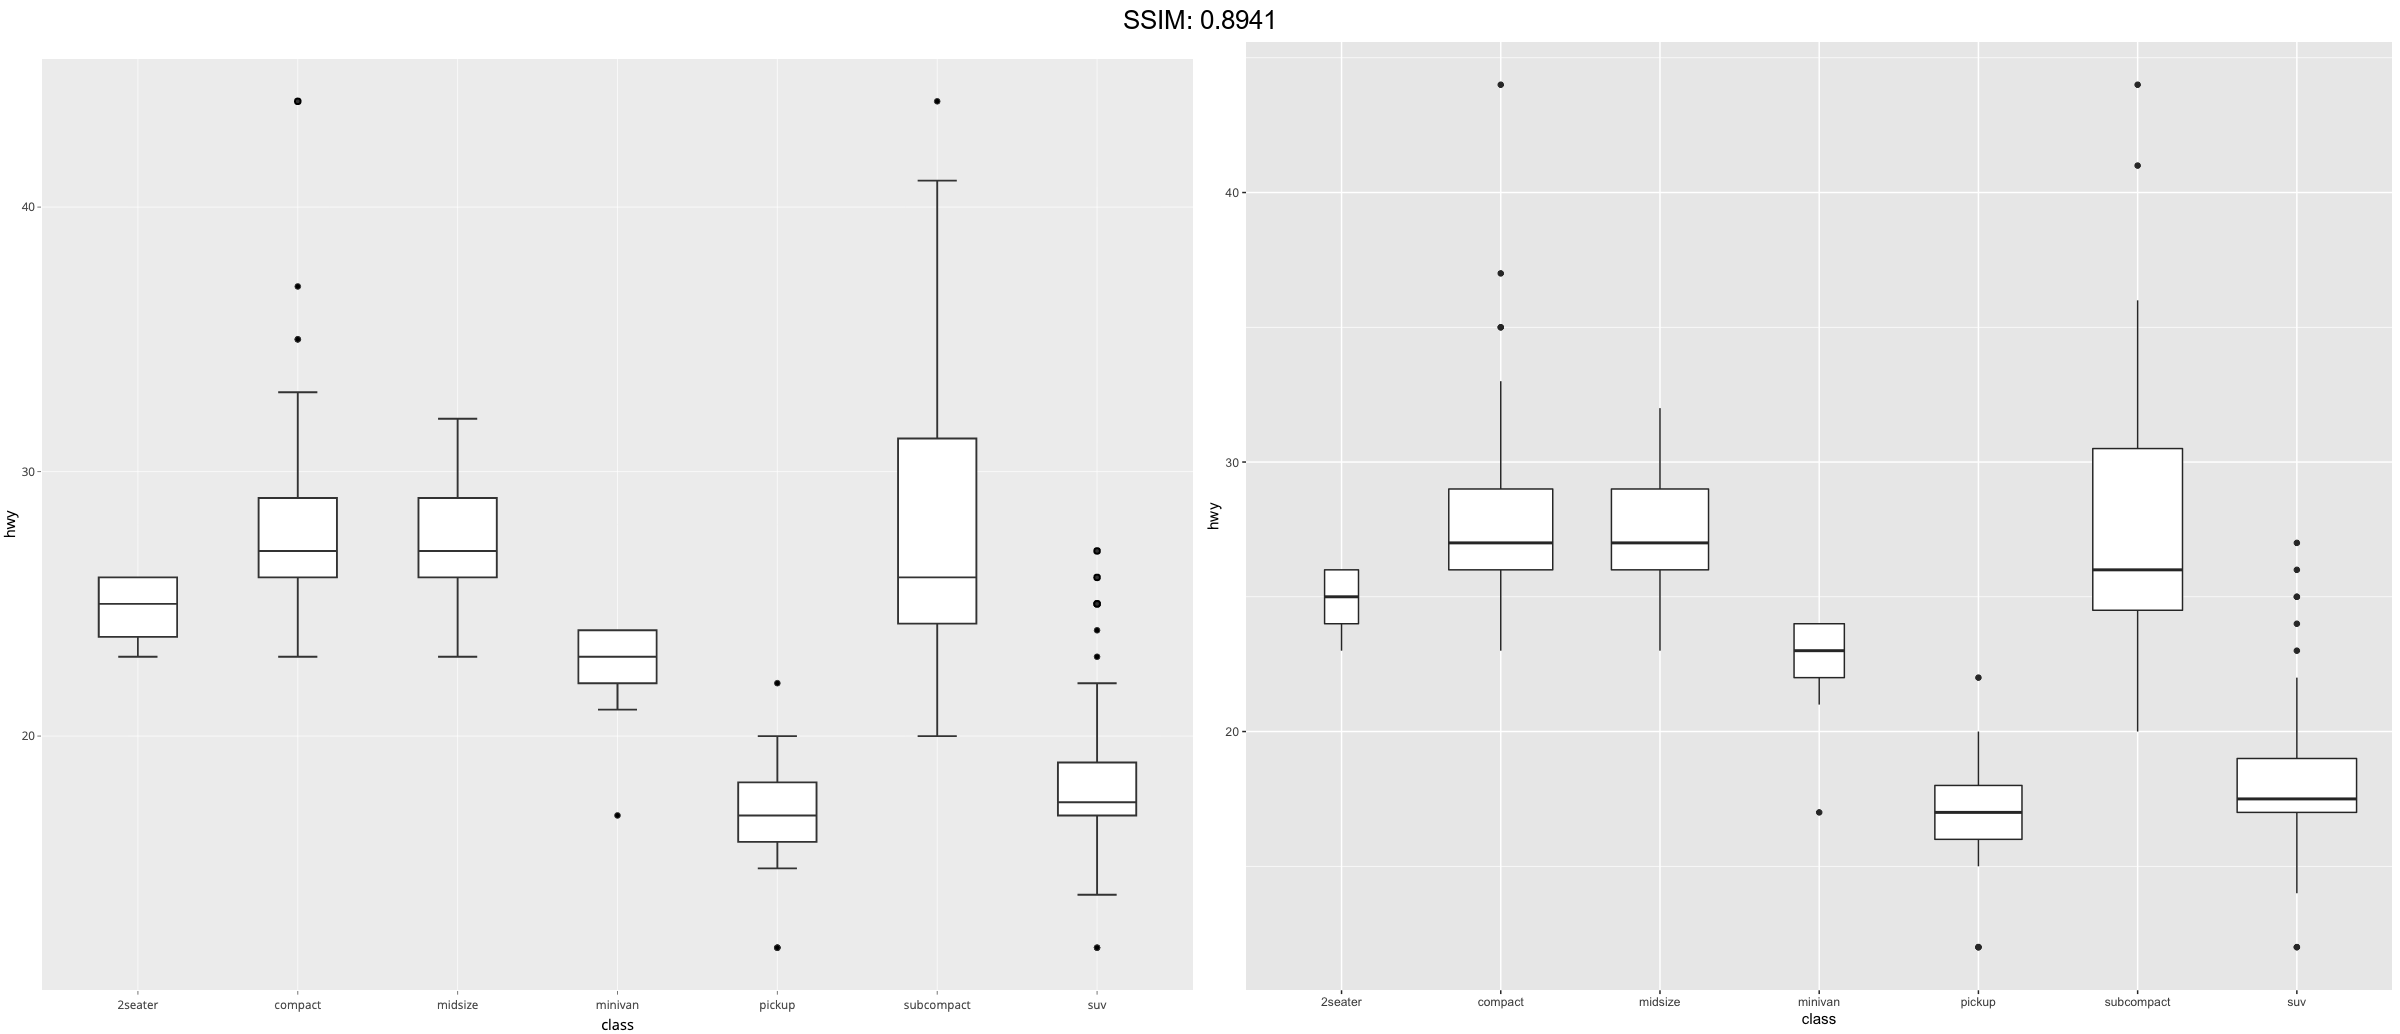 SSIM: 0.8941
hwy
40
30
20
2seater compact midsize minivan pickup subcompact suv
class
hwy
40
30
20
2seater compact midsize minivan pickup subcompact suv
class